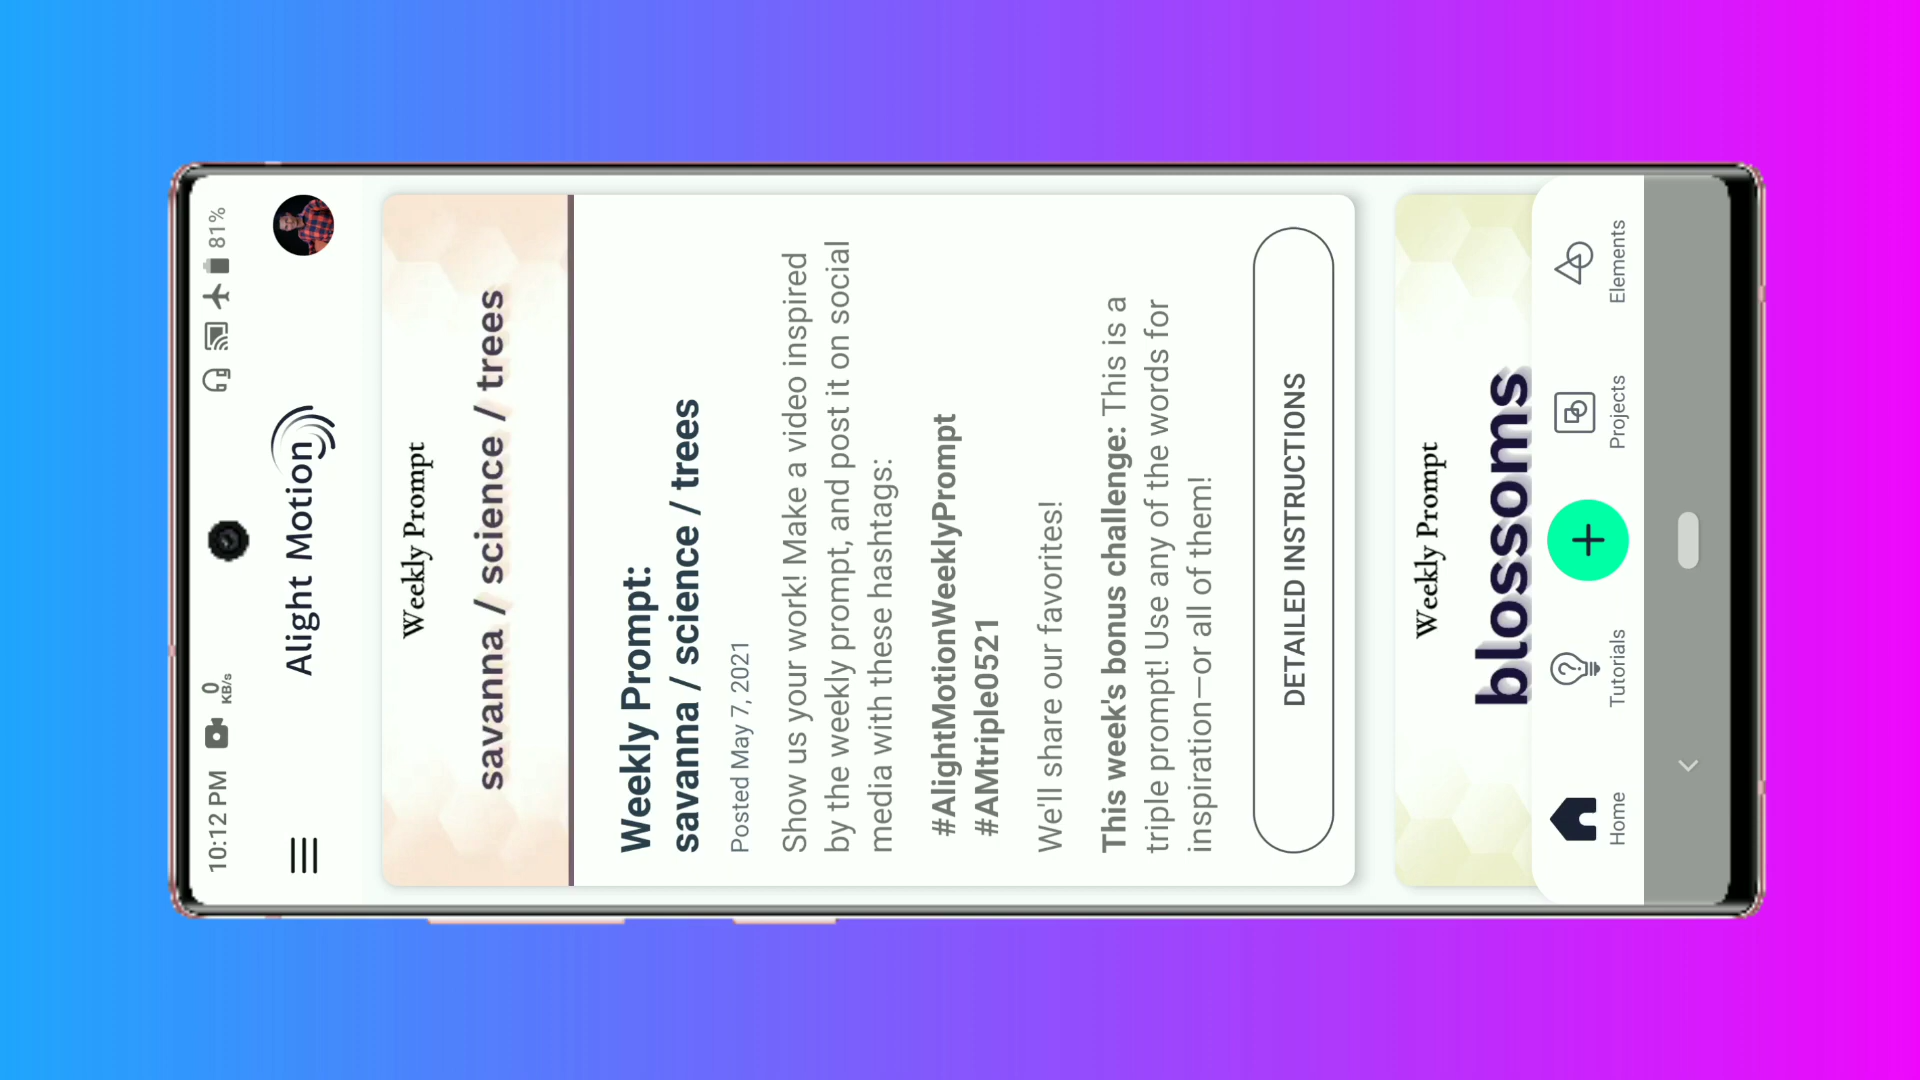 10:12 PM 0 KB/s 81%
Alight Motion
Weekly Prompt
savanna / science / trees
Weekly Prompt:
savanna / science / trees
Posted May 7, 2021
Show us your work! Make a video inspired
by the weekly prompt, and post it on social
media with these hashtags:
#AlightMotionWeeklyPrompt
#AMtriple0521
We'll share our favorites!
This week's bonus challenge: This is a
triple prompt! Use any of the words for
inspiration—or all of them!
DETAILED INSTRUCTIONS
Weekly Prompt
blossoms
Home Tutorials Projects Elements